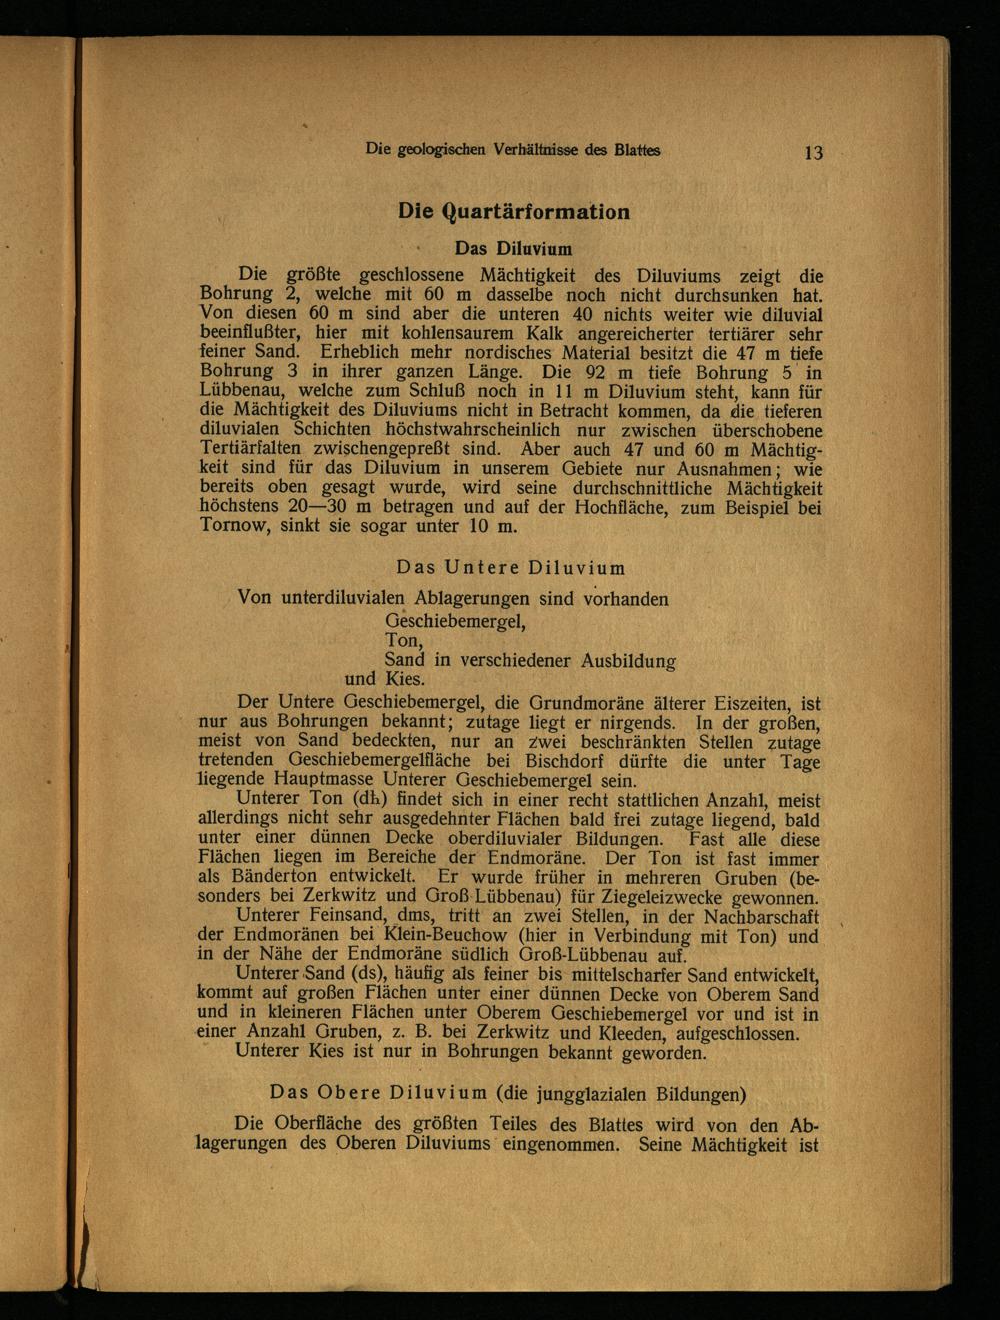 Die geologischen Verhältnisse des Blattes 13
Die Quartärformation
Das Diluvium
Die größte geschlossene Mächtigkeit des Diluviums zeigt die
Bohrung 2, welche mit 60 m dasselbe noch nicht durchsunken hat.
Von diesen 60 m sind aber die unteren 40 nichts weiter wie diluvial
beeinflußter, hier mit kohlensaurem Kalk angereicherter tertiärer sehr
feiner Sand. Erheblich mehr nordisches Material besitzt die 47 m tiefe
Bohrung 3 in ihrer ganzen Länge. Die 92 m tiefe Bohrung 5 in
Lübbenau, welche zum Schluß noch in 11 m Diluvium steht, kann für
die Mächtigkeit des Diluviums nicht in Betracht kommen, da die tieferen
diluvialen Schichten höchstwahrscheinlich nur zwischen überschobene
Tertiärfalten zwischengepreßt sind. Aber auch 47 und 60 m Mächtig-
keit sind für das Diluvium in unserem Gebiete nur Ausnahmen; wie
bereits oben gesagt wurde, wird seine durchschnittliche Mächtigkeit
höchstens 20—30 m betragen und auf der Hochfläche, zum Beispiel bei
Tornow, sinkt sie sogar unter 10 m.
Das Untere Diluvium
Von unterdiluvialen Ablagerungen sind vorhanden
Geschiebemergel,
Ton,
Sand in verschiedener Ausbildung
und Kies.
Der Untere Geschiebemergel, die Grundmoräne älterer Eiszeiten, ist
nur aus Bohrungen bekannt; zutage liegt er nirgends. In der großen,
meist von Sand bedeckten, nur an zwei beschränkten Stellen zutage
tretenden Geschiebemergelfläche bei Bischdorf dürfte die unter Tage
liegende Hauptmasse Unterer Geschiebemergel sein.
Unterer Ton (dh) findet sich in einer recht stattlichen Anzahl, meist
allerdings nicht sehr ausgedehnter Flächen bald frei zutage liegend, bald
unter einer dünnen Decke oberdiluvialer Bildungen. Fast alle diese
Flächen liegen im Bereiche der Endmoräne. Der Ton ist fast immer
als Bänderton entwickelt. Er wurde früher in mehreren Gruben (be-
sonders bei Zerkwitz und Groß Lübbenau) für Ziegeleizwecke gewonnen.
Unterer Feinsand, dms, tritt an zwei Stellen, in der Nachbarschaft
der Endmoränen bei Klein-Beuchow (hier in Verbindung mit Ton) und
in der Nähe der Endmoräne südlich Groß-Lübbenau auf.
Unterer Sand (ds), häufig als feiner bis mittelscharfer Sand entwickelt,
kommt auf großen Flächen unter einer dünnen Decke von Oberem Sand
und in kleineren Flächen unter Oberem Geschiebemergel vor und ist in
einer Anzahl Gruben, z. B. bei Zerkwitz und Kleeden, aufgeschlossen.
Unterer Kies ist nur in Bohrungen bekannt geworden.
Das Obere Diluvium (die jungglazialen Bildungen)
Die Oberfläche des größten Teiles des Blattes wird von den Ab-
lagerungen des Oberen Diluviums eingenommen. Seine Mächtigkeit ist